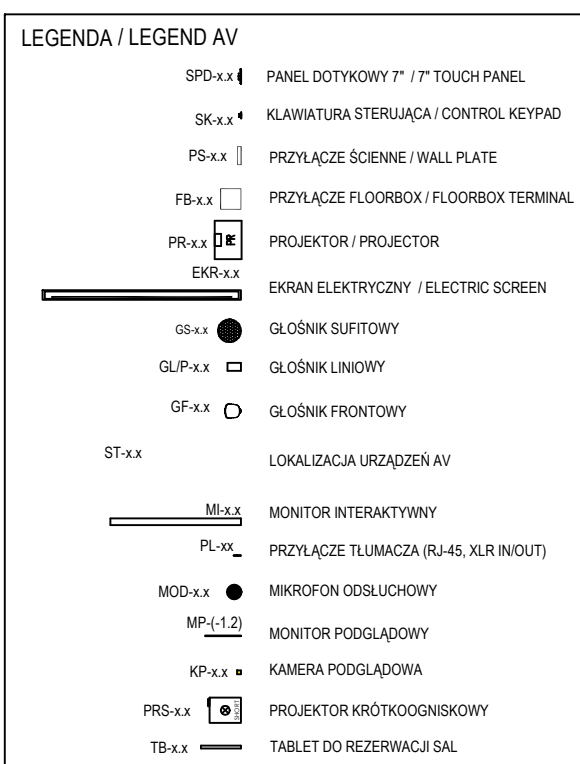 LEGENDA / LEGEND AV
SPD-x.x PANEL DOTYKOWY 7" / 7" TOUCH PANEL
SK-x.x KLAWIATURA STERUJĄCA / CONTROL KEYPAD
PS-x.x PRZYŁĄCZE ŚCIENNE / WALL PLATE
FB-x.x PRZYŁĄCZE FLOORBOX / FLOORBOX TERMINAL
PR-x.x PR PROJEKTOR / PROJECTOR
EKR-x.x EKRAN ELEKTRYCZNY / ELECTRIC SCREEN
GS-x.x GŁOŚNIK SUFITOWY
GL/P-x.x GŁOŚNIK LINIOWY
GF-x.x GŁOŚNIK FRONTOWY
ST-x.x LOKALIZACJA URZĄDZEŃ AV
MI-x.x MONITOR INTERAKTYWNY
PL-xx PRZYŁĄCZE TŁUMACZA (RJ-45, XLR IN/OUT)
MOD-x.x MIKROFON ODSŁUCHOWY
MP-(-1.2) MONITOR PODGLĄDOWY
KP-x.x KAMERA PODGLĄDOWA
PRS-x.x SHORT PROJEKTOR KRÓTKOOGNISKOWY
TB-x.x TABLET DO REZERWACJI SAL